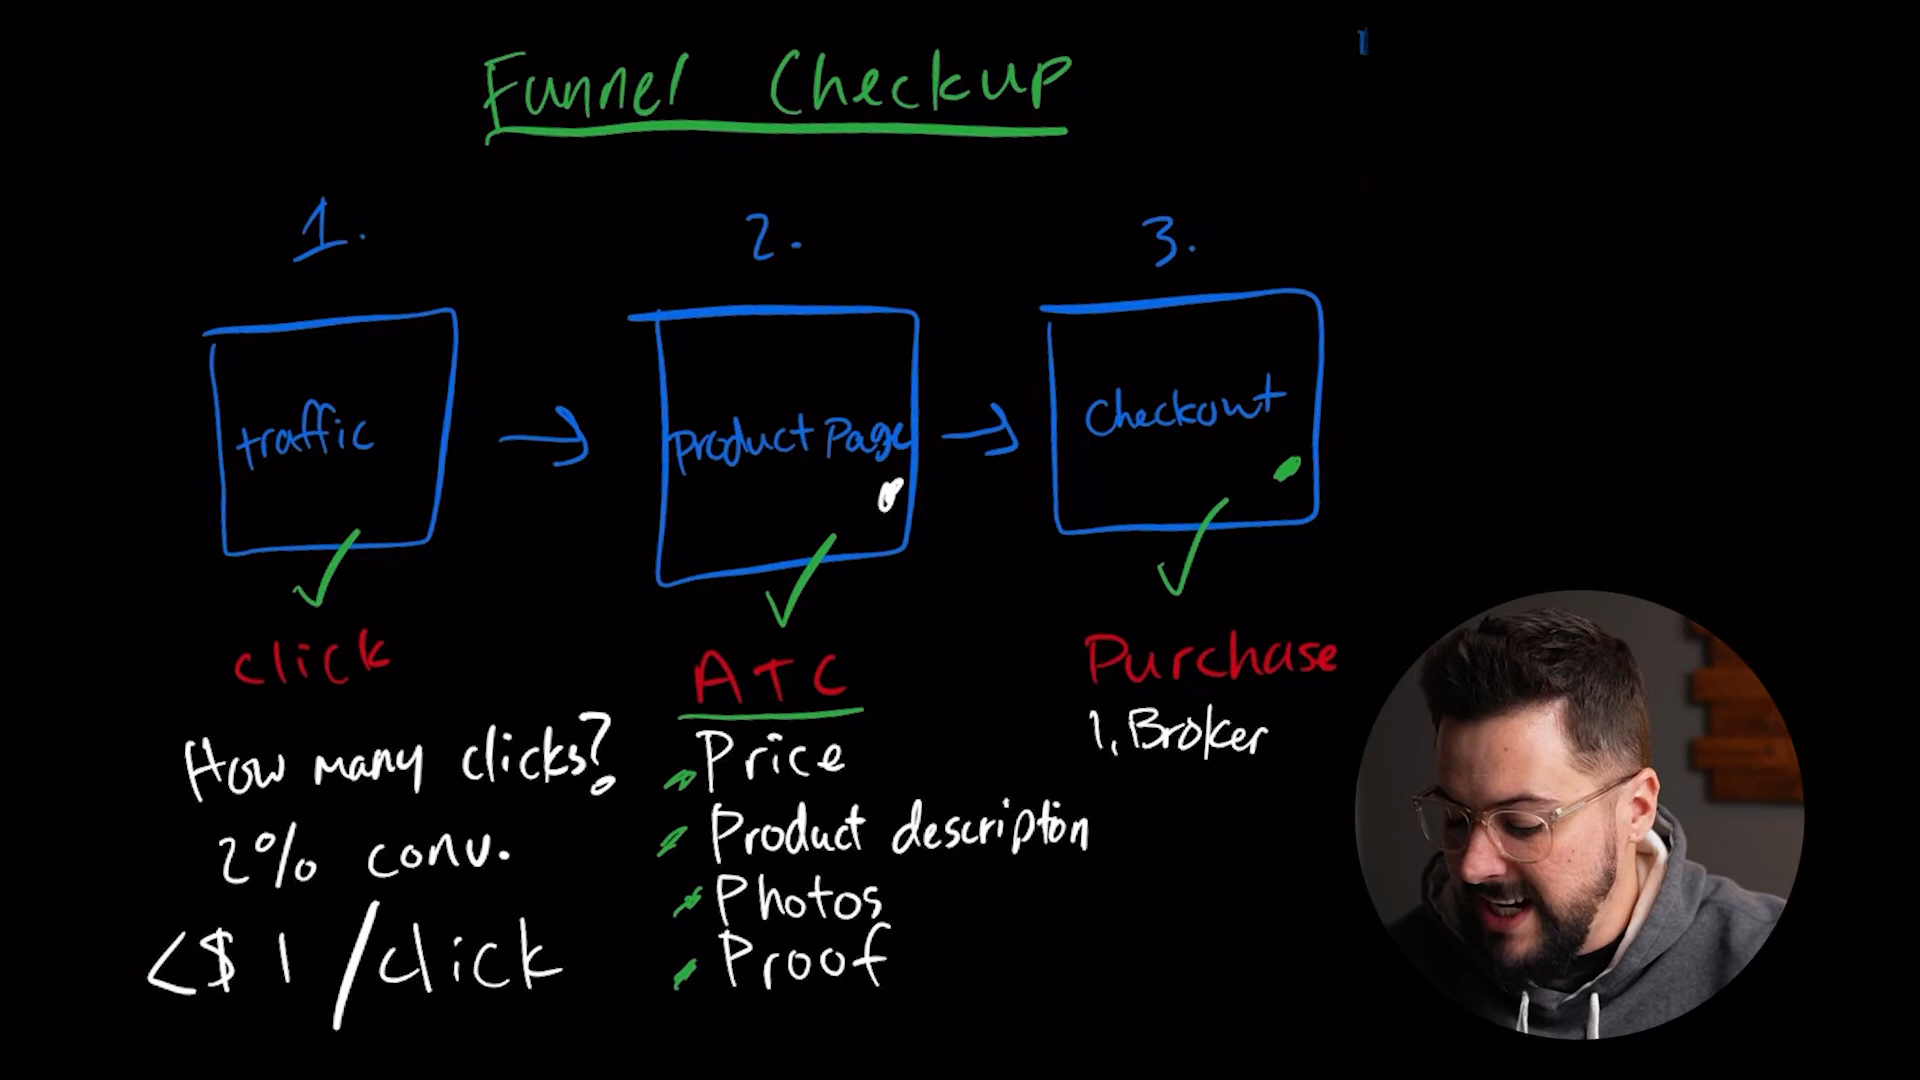 Funnel Checkup
1.
2.
3.
traffic
Product Page
Checkout
Click
ATC
Purchase
How many clicks?
2% conv.
<$1/click
Price
Product description
Photos
Proof
1. Broker